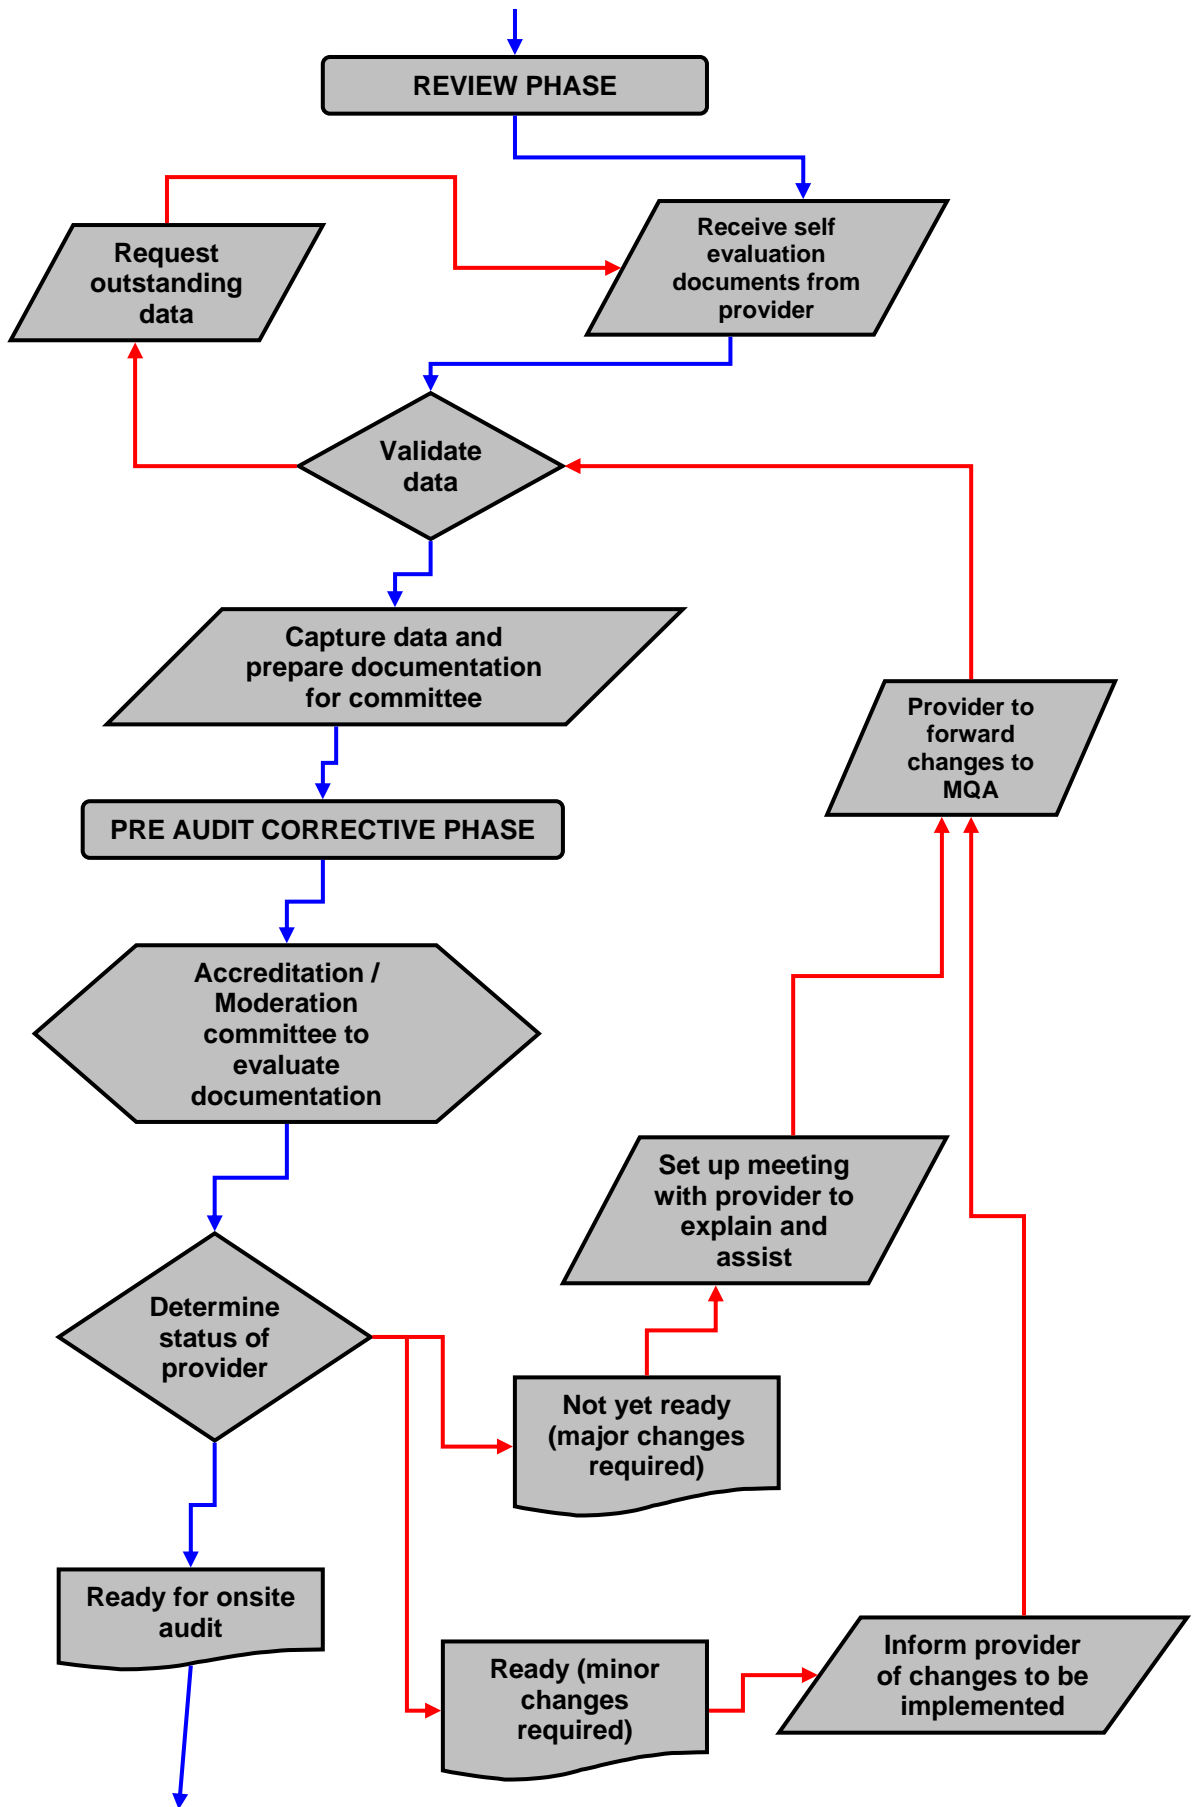 REVIEW PHASE
Receive self
evaluation
documents from
provider
Request
outstanding
data
Validate
data
Capture data and
prepare documentation
for committee
Provider to
forward
changes to
MQA
PRE AUDIT CORRECTIVE PHASE
Accreditation /
Moderation
committee to
evaluate
documentation
Set up meeting
with provider to
explain and
assist
Determine
status of
provider
Not yet ready
(major changes
required)
Ready for onsite
audit
Ready (minor
changes
required)
Inform provider
of changes to be
implemented